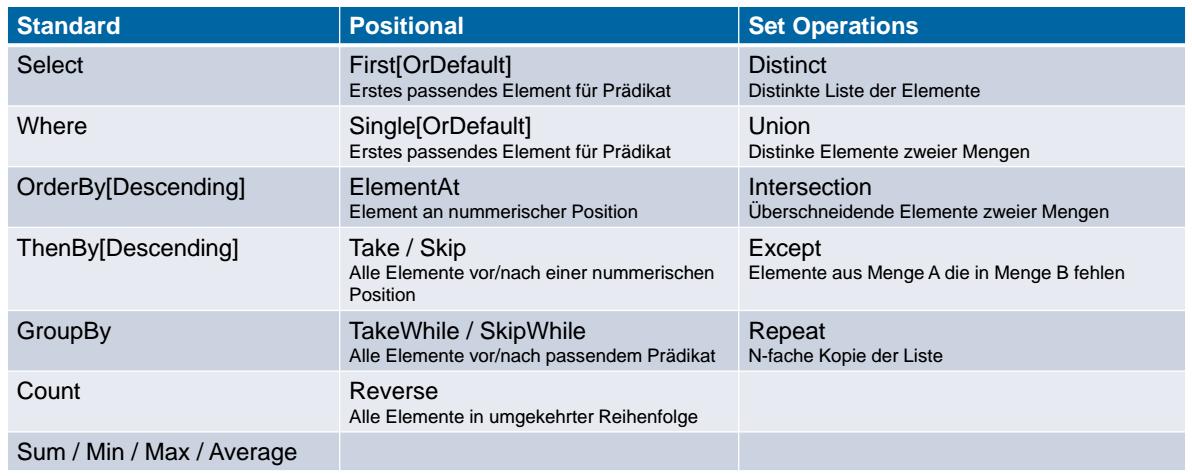 Standard
Positional
Set Operations
Select
First[OrDefault]
Erstes passendes Element für Prädikat
Distinct
Distinkte Liste der Elemente
Where
Single[OrDefault]
Erstes passendes Element für Prädikat
Union
Distinke Elemente zweier Mengen
OrderBy[Descending]
ElementAt
Element an nummerischer Position
Intersection
Überschneidende Elemente zweier Mengen
ThenBy[Descending]
Take / Skip
Alle Elemente vor/nach einer nummerischen
Position
Except
Elemente aus Menge A die in Menge B fehlen
GroupBy
TakeWhile / SkipWhile
Alle Elemente vor/nach passendem Prädikat
Repeat
N-fache Kopie der Liste
Count
Reverse
Alle Elemente in umgekehrter Reihenfolge
Sum / Min / Max / Average